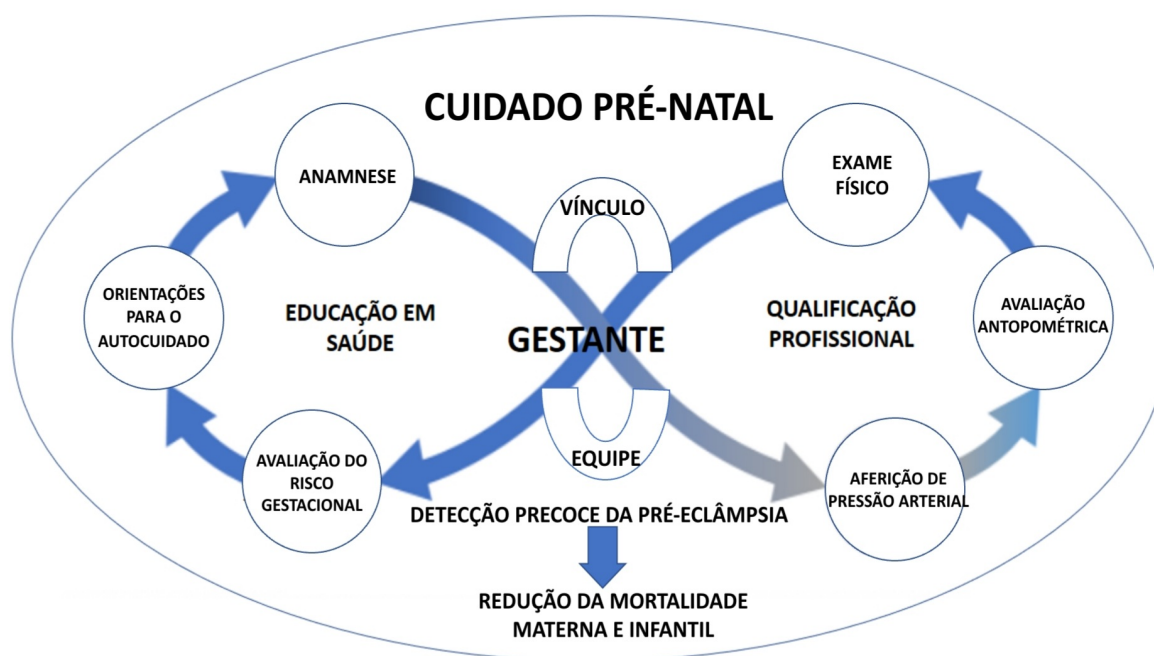 CUIDADO PRÉ-NATAL
ANAMNESE
EXAME
FÍSICO
VÍNCULO
ORIENTAÇÕES
PARA O
AUTOCUIDADO
EDUCAÇÃO EM
SAÚDE
GESTANTE
QUALIFICAÇÃO
PROFISSIONAL
AVALIAÇÃO
ANTOPOMÉTRICA
AVALIAÇÃO DO
RISCO
GESTACIONAL
EQUIPE
AFERIÇÃO DE
PRESSÃO ARTERIAL
DETECÇÃO PRECOCE DA PRÉ-ECLÂMPSIA
REDUÇÃO DA MORTALIDADE
MATERNA E INFANTIL